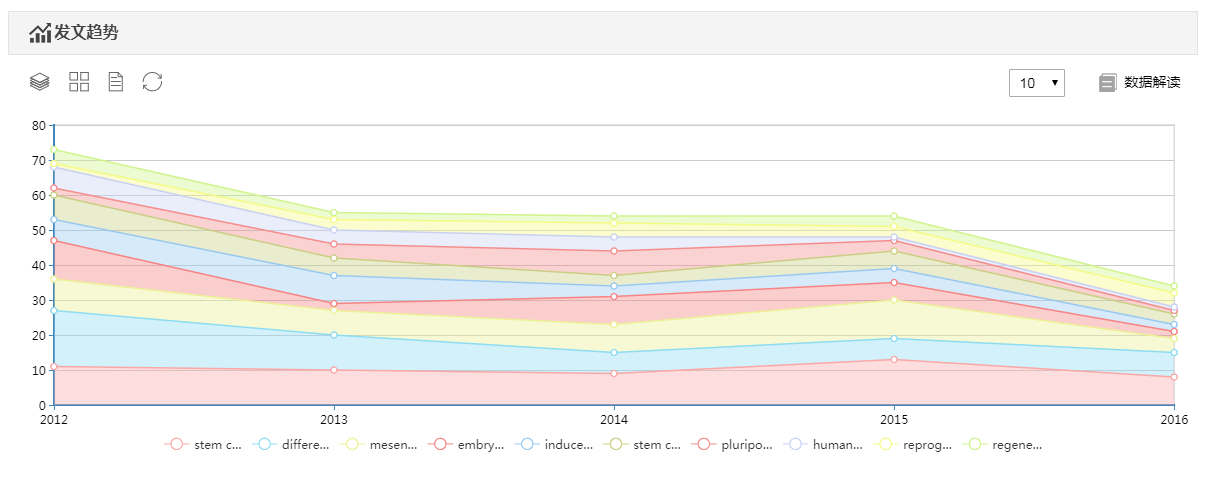 发文趋势
10
数据解读
80
70
60
50
40
30
20
10
0
2012 2013 2014 2015 2016
stem c... differe... mesen... embry... induce... stem c... pluripo... human... reprog... regene...